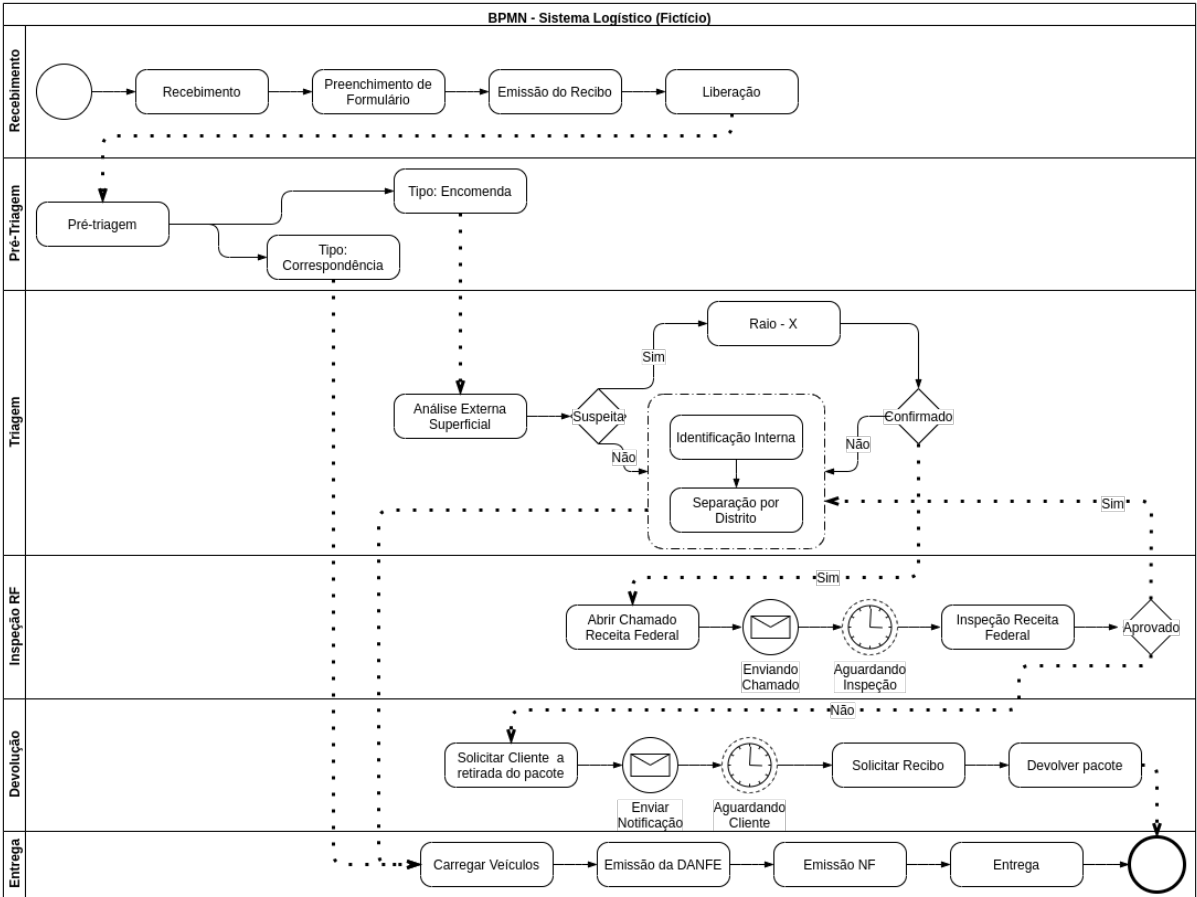 BPMN - Sistema Logístico (Fictício)
Recebimento
Recebimento
Preenchimento de
Formulário
Emissão do Recibo
Liberação
Pré-Triagem
Pré-triagem
Tipo: Encomenda
Tipo:
Correspondência
Triagem
Análise Externa
Superficial
Suspeita
Sim
Não
Raio - X
Identificação Interna
Separação por
Distrito
Confirmado
Não
Sim
Sim
Inspeção RF
Abrir Chamado
Receita Federal
Enviando
Chamado
Aguardando
Inspeção
Inspeção Receita
Federal
Aprovado
Não
Devolução
Solicitar Cliente a
retirada do pacote
Enviar
Notificação
Aguardando
Cliente
Solicitar Recibo
Devolver pacote
Entrega
Carregar Veículos
Emissão da DANFE
Emissão NF
Entrega